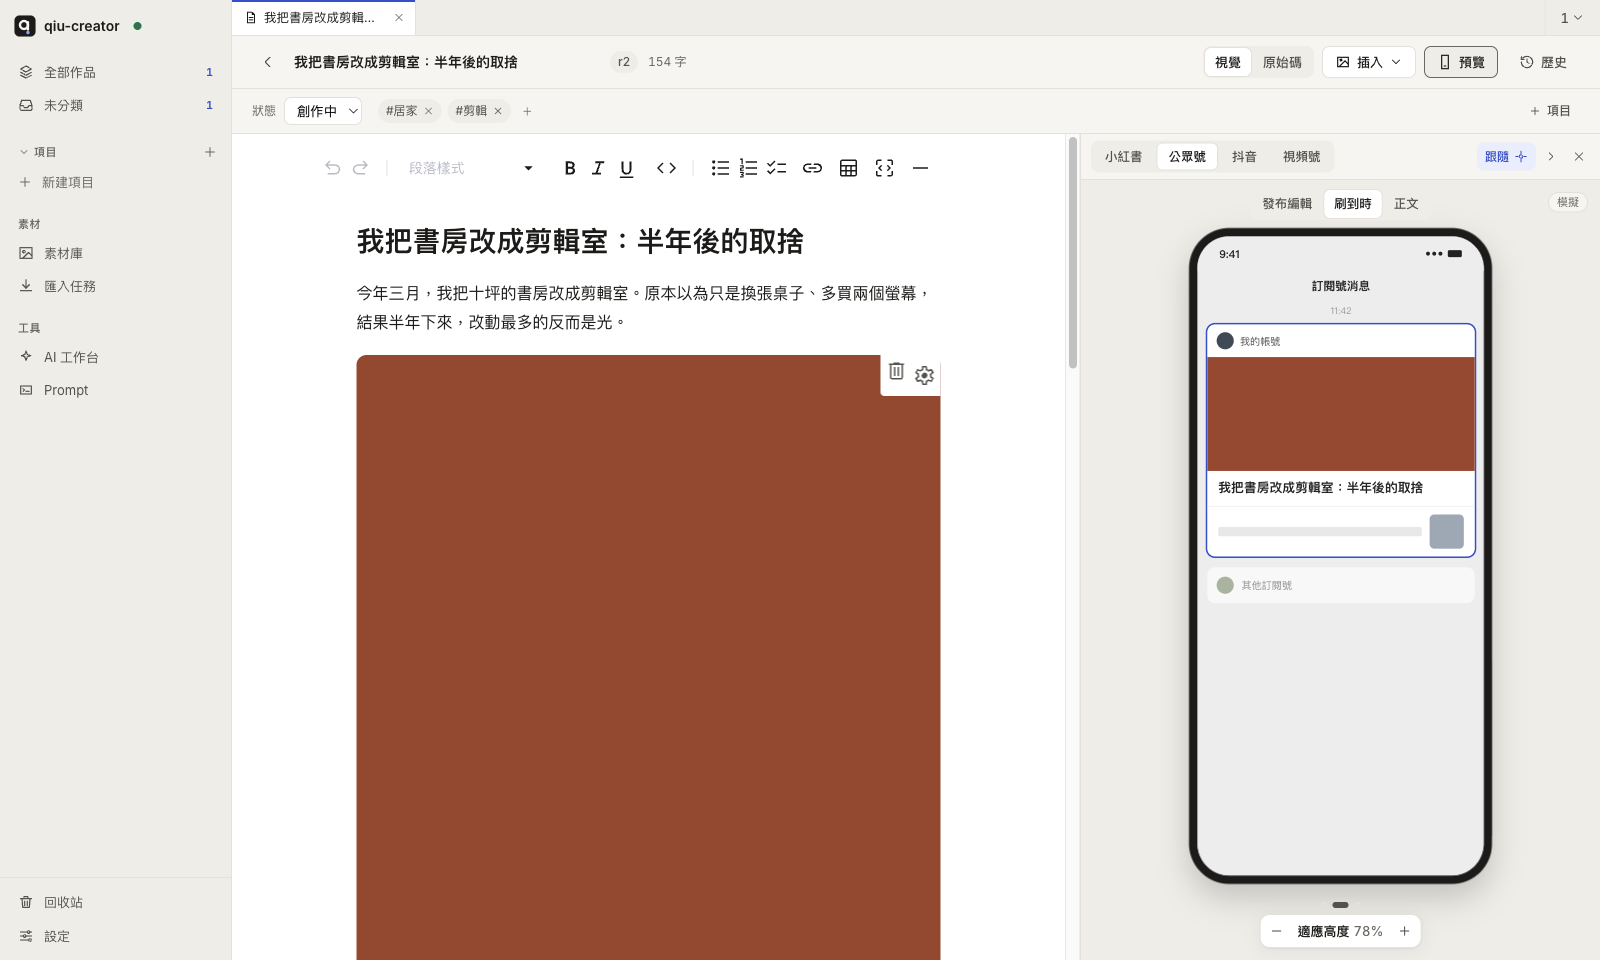 qiu-creator
全部作品 1
未分類 1
項目
新建項目
素材
素材庫
匯入任務
工具
AI 工作台
Prompt
回收站
設定
我把書房改成剪輯...
1
我把書房改成剪輯室：半年後的取捨
r2 154 字
視覺 原始碼 插入 預覽 歷史
狀態 創作中 #居家 #剪輯
項目
段落樣式
我把書房改成剪輯室：半年後的取捨
今年三月，我把十坪的書房改成剪輯室。原本以為只是換張桌子、多買兩個螢幕，
結果半年下來，改動最多的反而是光。
小紅書 公眾號 抖音 視頻號 跟隨
發布編輯 刷到時 正文 模擬
9:41
訂閱號消息
11:42
我的帳號
我把書房改成剪輯室：半年後的取捨
其他訂閱號
適應高度 78%